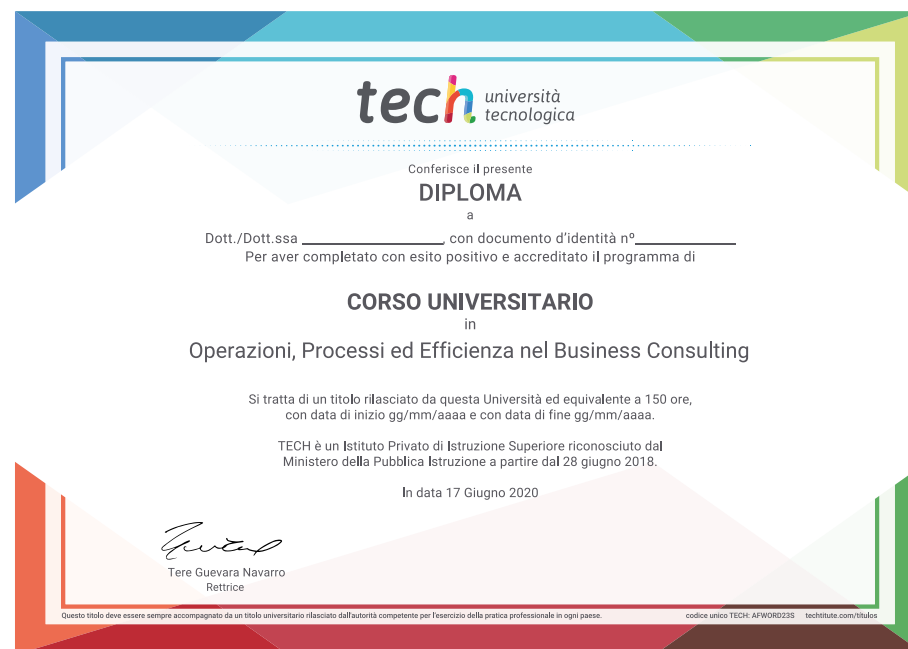 tech università
tecnologica
Conferisce il presente
DIPLOMA
a
Dott./Dott.ssa ___________________, con documento d'identità nº_____________
Per aver completato con esito positivo e accreditato il programma di
CORSO UNIVERSITARIO
in
Operazioni, Processi ed Efficienza nel Business Consulting
Si tratta di un titolo rilasciato da questa Università ed equivalente a 150 ore,
con data di inizio gg/mm/aaaa e con data di fine gg/mm/aaaa.
TECH è un Istituto Privato di Istruzione Superiore riconosciuto dal
Ministero della Pubblica Istruzione a partire dal 28 giugno 2018.
In data 17 Giugno 2020
Tere Guevara Navarro
Rettrice
Questo titolo deve essere sempre accompagnato da un titolo universitario rilasciato dall'autorità competente per l'esercizio della pratica professionale in ogni paese. codice unico TECH: AFWORD23S techtitute.com/titulos